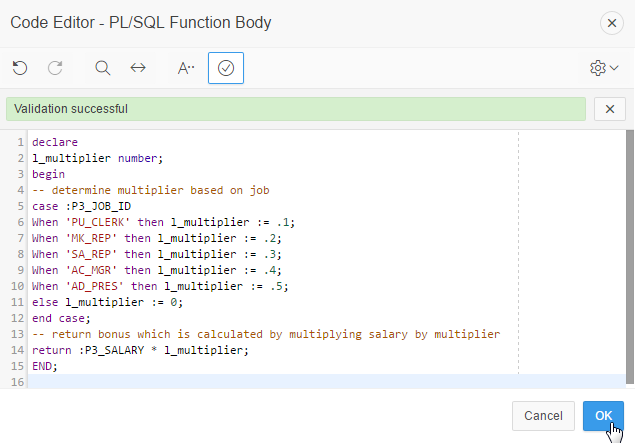 Code Editor - PL/SQL Function Body
A··
Validation successful
1 declare
2 l_multiplier number;
3 begin
4 -- determine multiplier based on job
5 case :P3_JOB_ID
6 When 'PU_CLERK' then l_multiplier := .1;
7 When 'MK_REP' then l_multiplier := .2;
8 When 'SA_REP' then l_multiplier := .3;
9 When 'AC_MGR' then l_multiplier := .4;
10 When 'AD_PRES' then l_multiplier := .5;
11 else l_multiplier := 0;
12 end case;
13 -- return bonus which is calculated by multiplying salary by multiplier
14 return :P3_SALARY * l_multiplier;
15 END;
16
Cancel OK